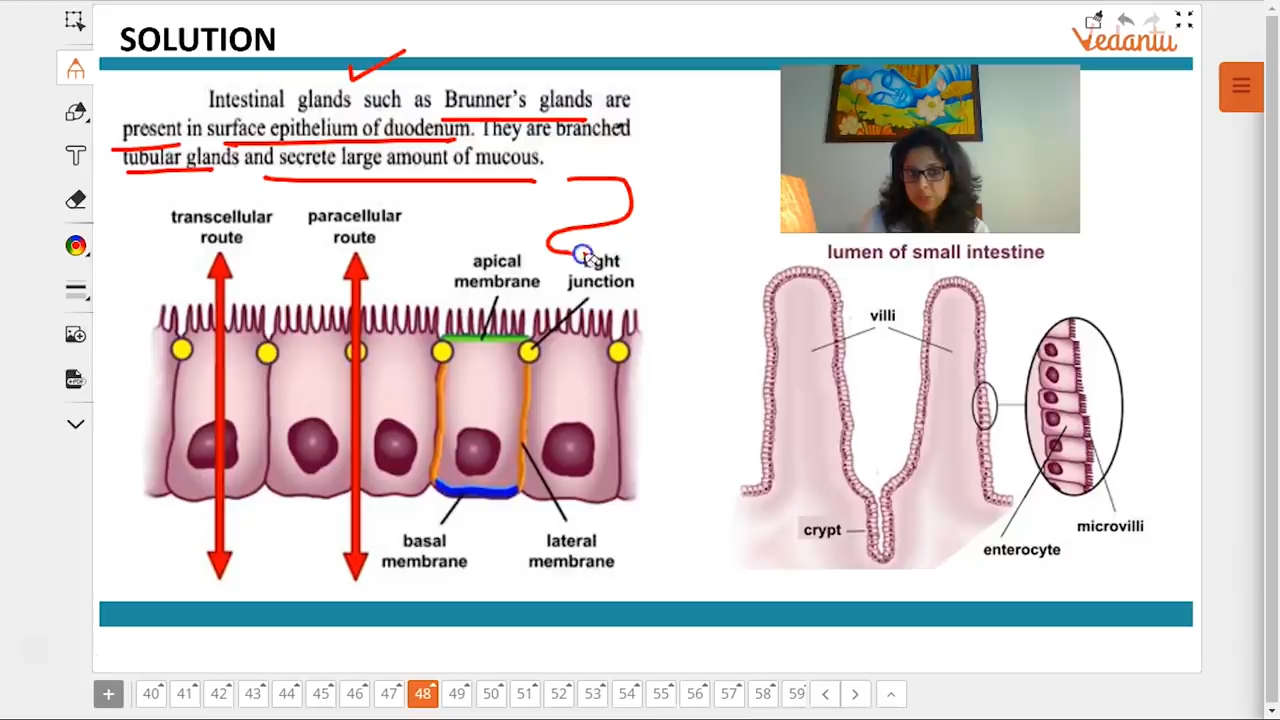 SOLUTION
Vedantu
Intestinal glands such as Brunner's glands are
present in surface epithelium of duodenum. They are branched
tubular glands and secrete large amount of mucous.
transcellular
route
paracellular
route
apical
membrane
junction
basal
membrane
lateral
membrane
lumen of small intestine
villi
crypt
microvilli
enterocyte
40 41 42 43 44 45 46 47 48 49 50 51 52 53 54 55 56 57 58 59